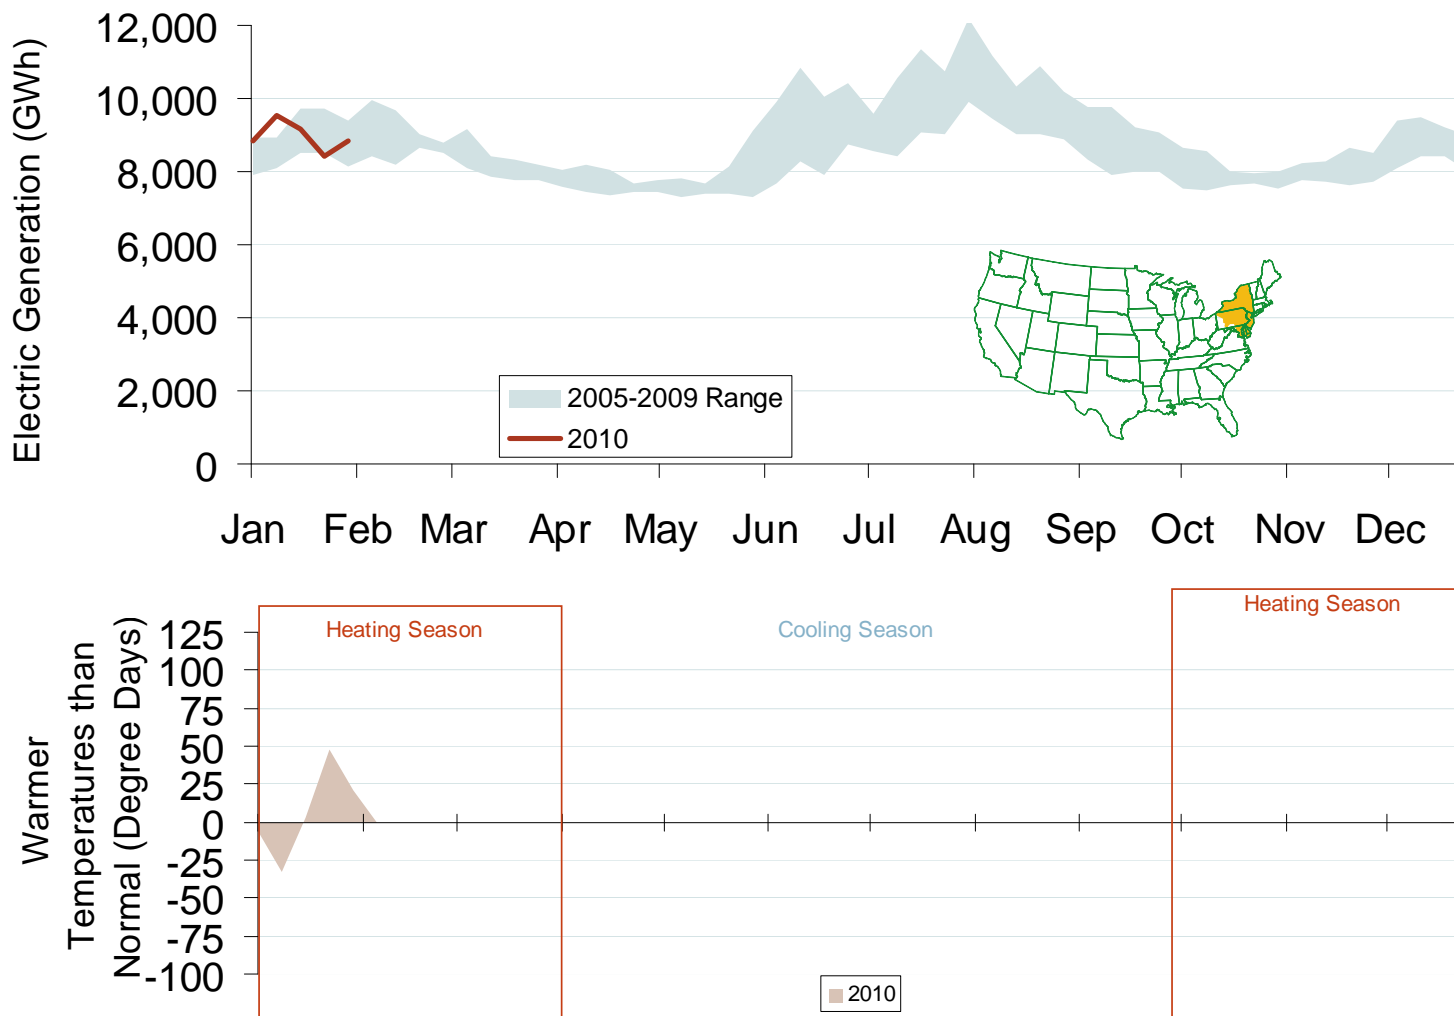 Electric Generation (GWh)
12,000
10,000
8,000
6,000
4,000
2,000
0
2005-2009 Range
2010
Jan Feb Mar Apr May Jun Jul Aug Sep Oct Nov Dec
Warmer
Temperatures than
Normal (Degree Days)
125
100
75
50
25
0
-25
-50
-75
-100
Heating Season
Cooling Season
Heating Season
2010